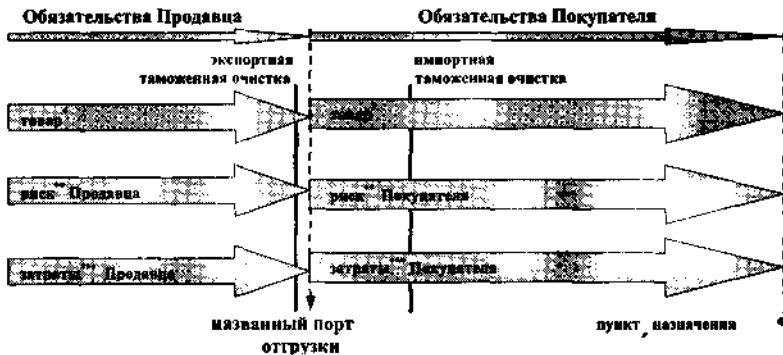 Обязательства Продавца
Обязательства Покупателя
экспортная
таможенная очистка
импортная
таможенная очистка
товар*
товар*
риск** Продавца
риск** Покупателя
затраты*** Продавца
затраты*** Покупателя
названный порт
отгрузки
пункт назначения